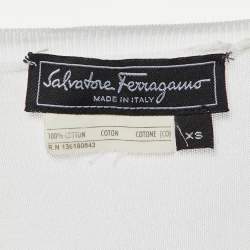 Salvatore Ferragamo
MADE IN ITALY
XS
100% COTTON COTON COTONE (CO)
R.N 136180843